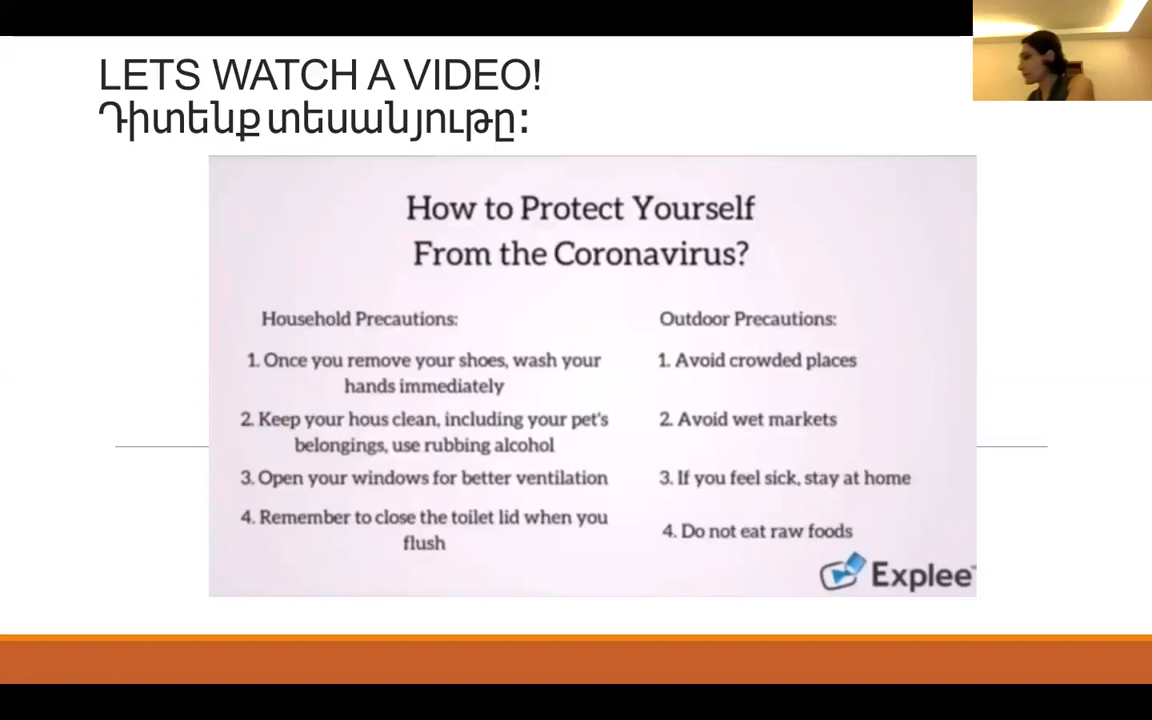 LETS WATCH A VIDEO!
Դիտենք տեսանյութը:
How to Protect Yourself
From the Coronavirus?
Household Precautions:
1. Once you remove your shoes, wash your
hands immediately
2. Keep your hous clean, including your pet's
belongings, use rubbing alcohol
3. Open your windows for better ventilation
4. Remember to close the toilet lid when you
flush
Outdoor Precautions:
1. Avoid crowded places
2. Avoid wet markets
3. If you feel sick, stay at home
4. Do not eat raw foods
Explee